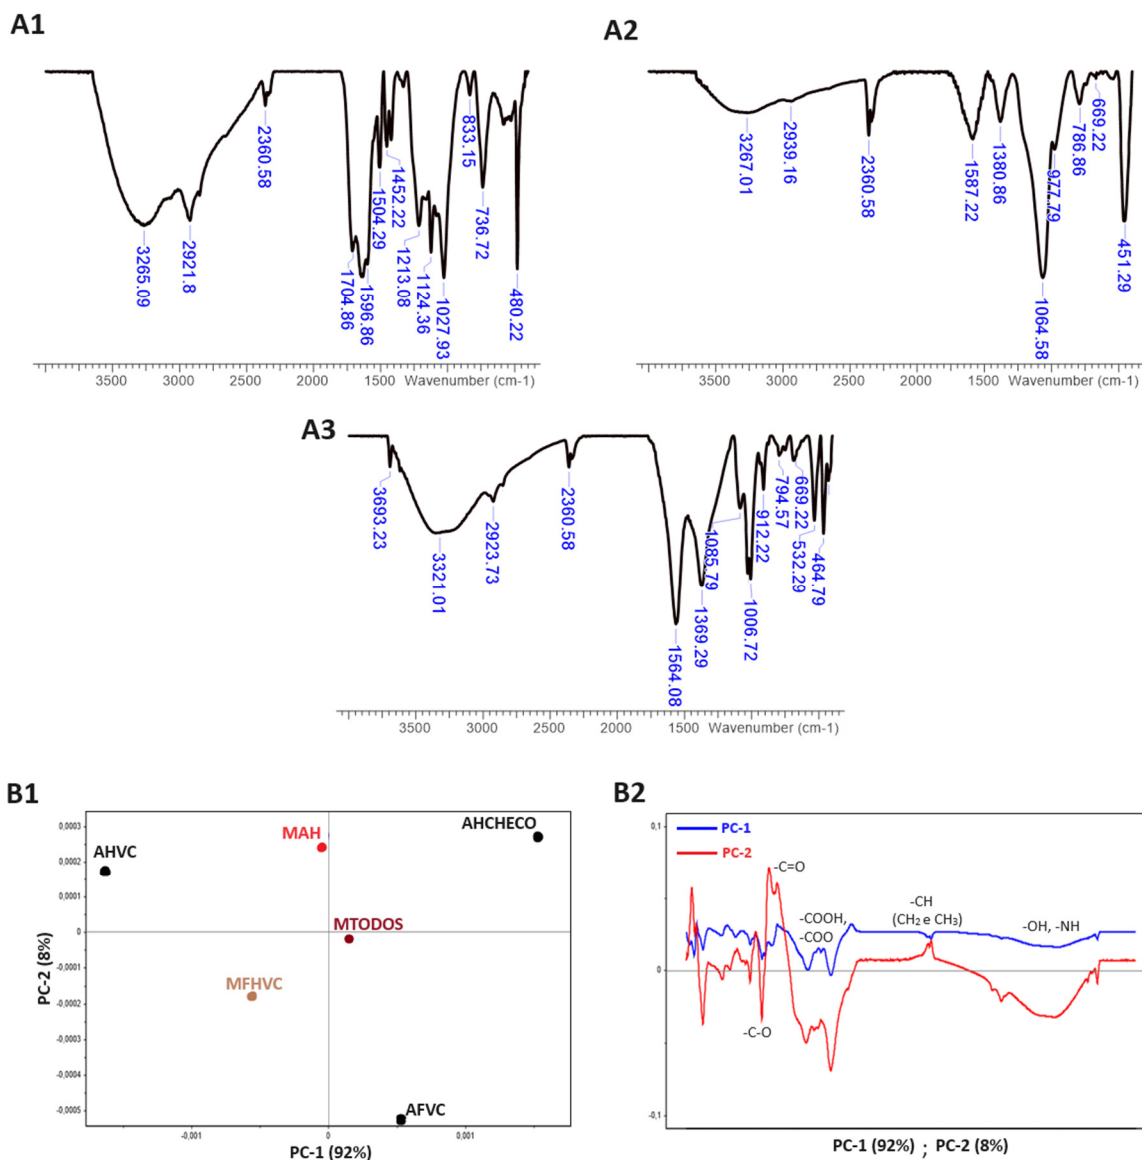 A1
3265.09
2921.8
2360.58
1704.86
1596.86
1504.29
1452.22
1213.08
1124.36
1027.93
833.15
736.72
480.22
3500 3000 2500 2000 1500 Wavenumber (cm-1)
A2
3267.01
2939.16
2360.58
1587.22
1380.86
1064.58
977.79
786.86
669.22
451.29
3500 3000 2500 2000 1500 Wavenumber (cm-1)
A3
3693.23
3321.01
2923.73
2360.58
1564.08
1369.29
1085.79
1006.72
912.22
794.57
669.22
532.29
464.79
3500 3000 2500 2000 1500 Wavenumber (cm-1)
B1
PC-2 (8%)
0,0003
0,0002
0,0001
0
-0,0001
-0,0002
-0,0003
-0,0004
-0,0005
AHVC
MAH
AHCHECO
MTODOS
MFHVC
AFVC
-0,001 0 0,001
PC-1 (92%)
B2
0,1
0
-0,1
PC-1
PC-2
-C=O
-COOH,
-COO
-CH
(CH2 e CH3)
-OH, -NH
-C-O
PC-1 (92%) ; PC-2 (8%)